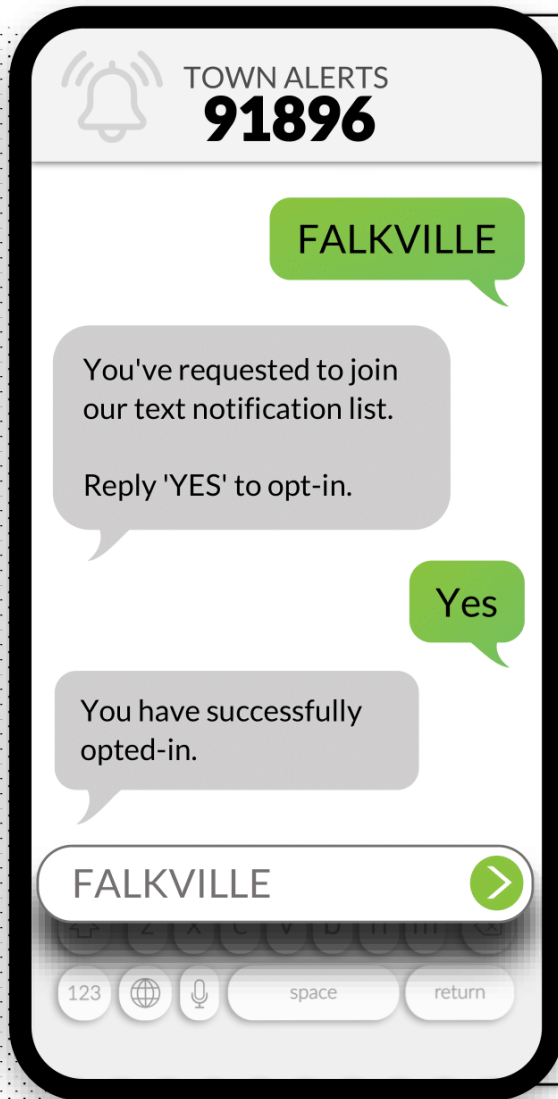 TOWN ALERTS
91896
FALKVILLE
You've requested to join
our text notification list.
Reply 'YES' to opt-in.
Yes
You have successfully
opted-in.
FALKVILLE
z x c v b n m
123 space return